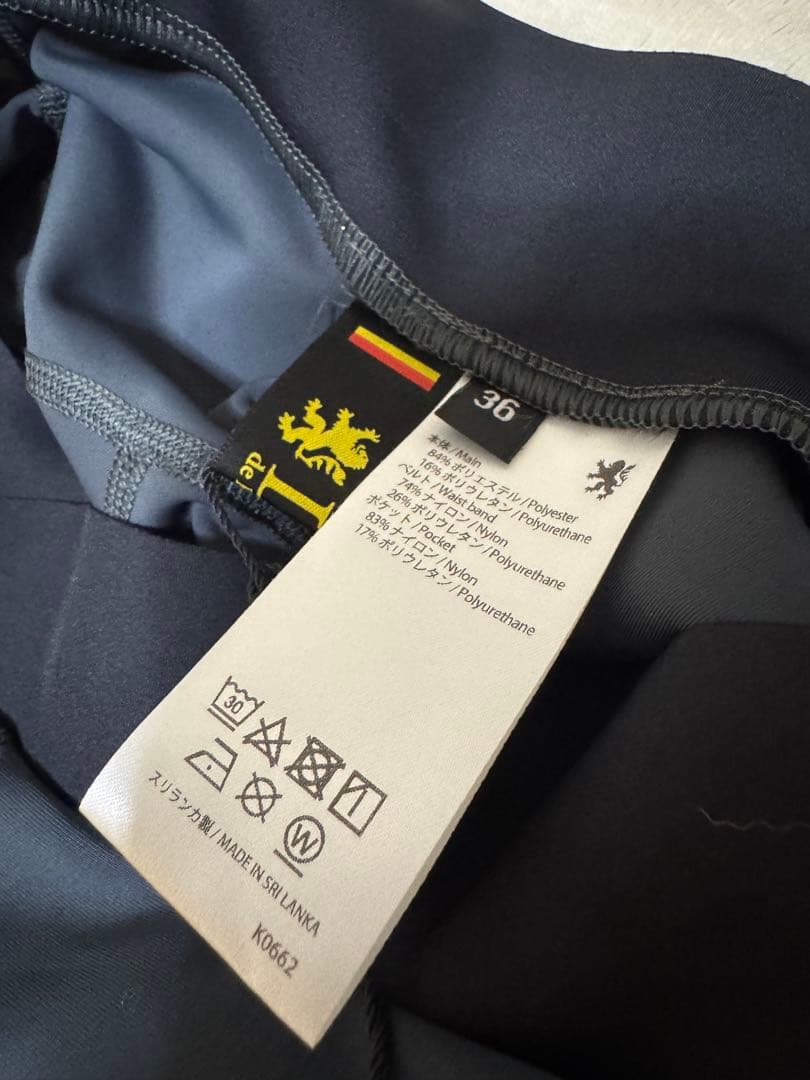 de
36
本体/Main
84% ポリエステル/Polyester
16% ポリウレタン/Polyurethane
ベルト/Waist band
74% ナイロン/Nylon
26% ポリウレタン/Polyurethane
ポケット/Pocket
83% ナイロン/Nylon
17% ポリウレタン/Polyurethane
30
W
スリランカ製/MADE IN SRI LANKA
K0662